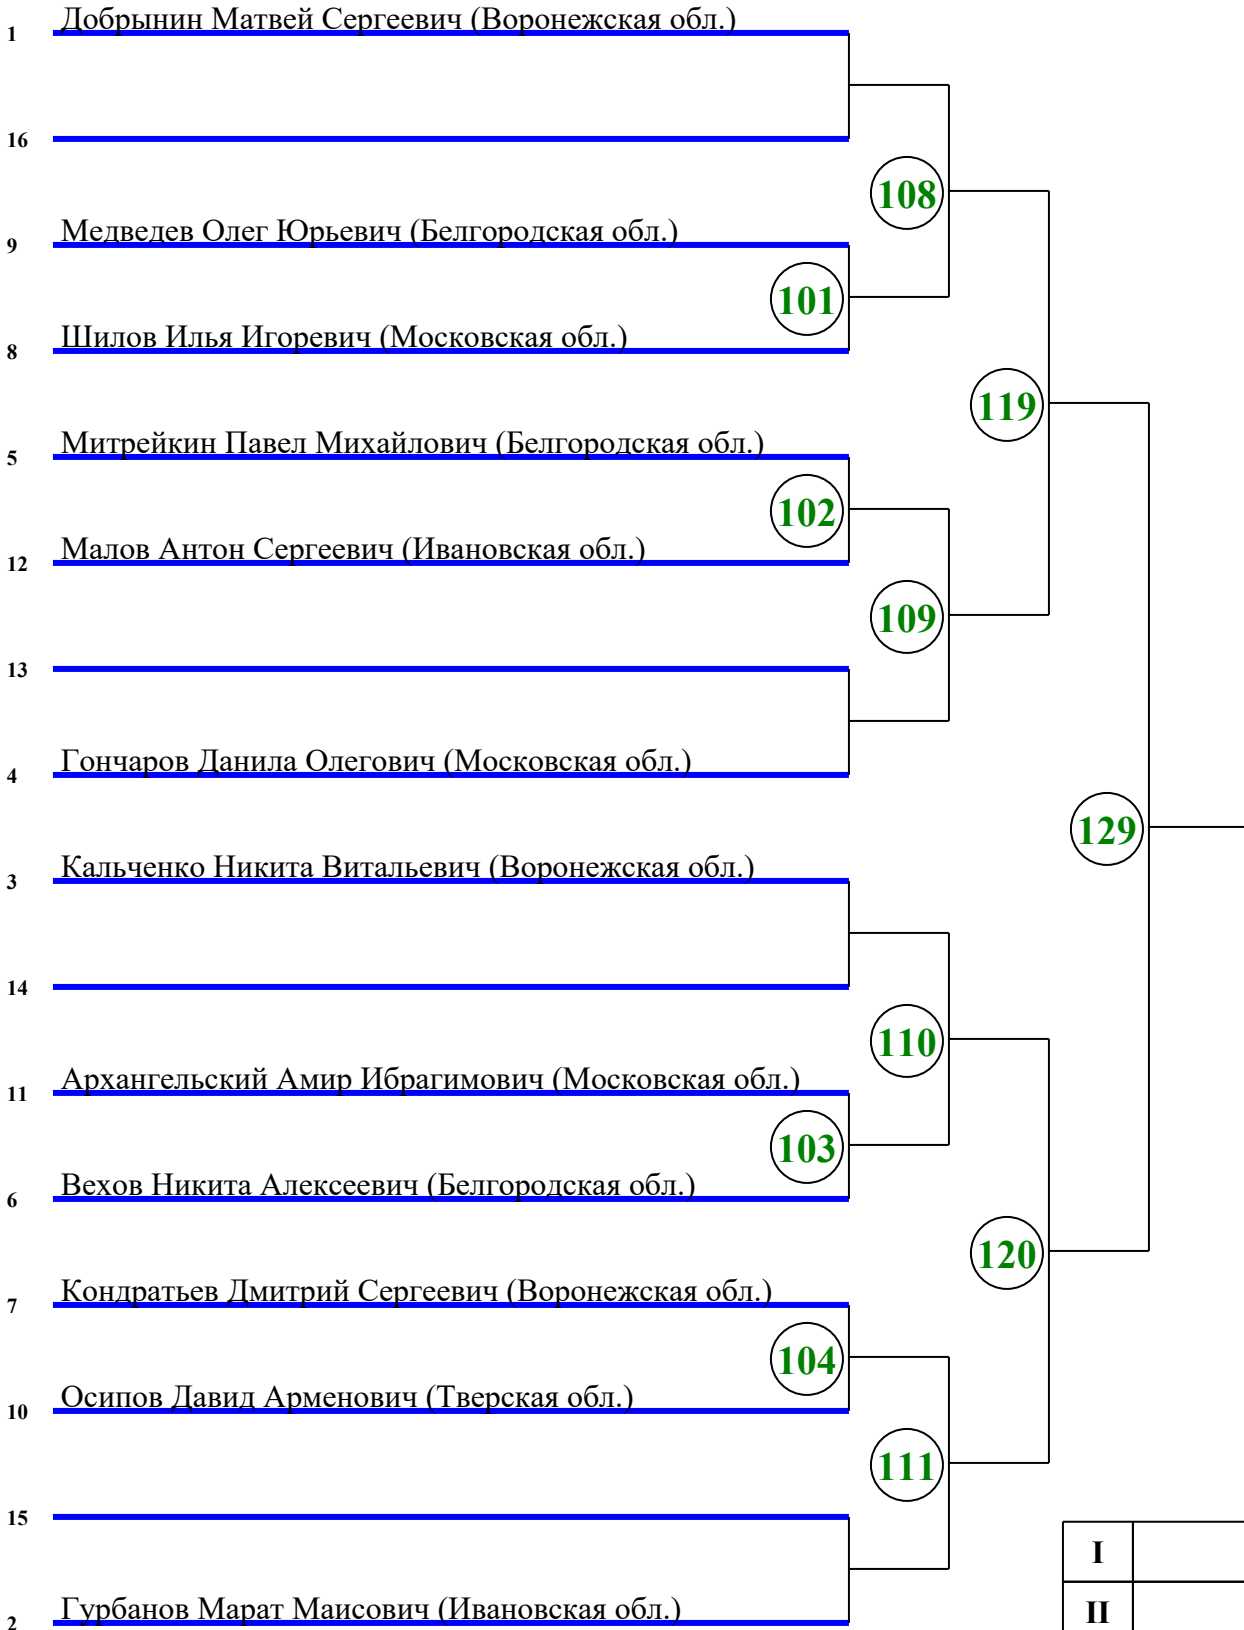 1 Добрынин Матвей Сергеевич (Воронежская обл.)
16
108
9 Медведев Олег Юрьевич (Белгородская обл.)
101
8 Шилов Илья Игоревич (Московская обл.)
119
5 Митрейкин Павел Михайлович (Белгородская обл.)
102
12 Малов Антон Сергеевич (Ивановская обл.)
109
13
4 Гончаров Данила Олегович (Московская обл.)
129
3 Кальченко Никита Витальевич (Воронежская обл.)
14
110
11 Архангельский Амир Ибрагимович (Московская обл.)
103
6 Вехов Никита Алексеевич (Белгородская обл.)
120
7 Кондратьев Дмитрий Сергеевич (Воронежская обл.)
104
10 Осипов Давид Арменович (Тверская обл.)
111
15
I
2 Гурбанов Марат Маисович (Ивановская обл.)
II